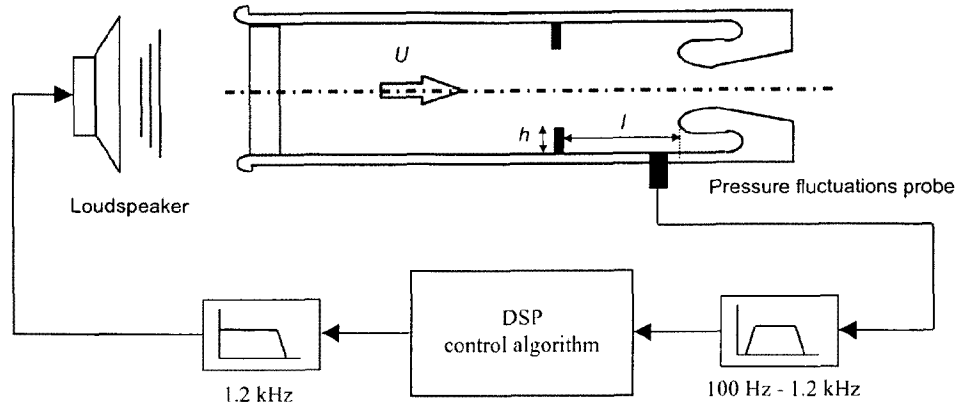 U
h
l
Loudspeaker
Pressure fluctuations probe
DSP
control algorithm
1.2 kHz
100 Hz - 1.2 kHz